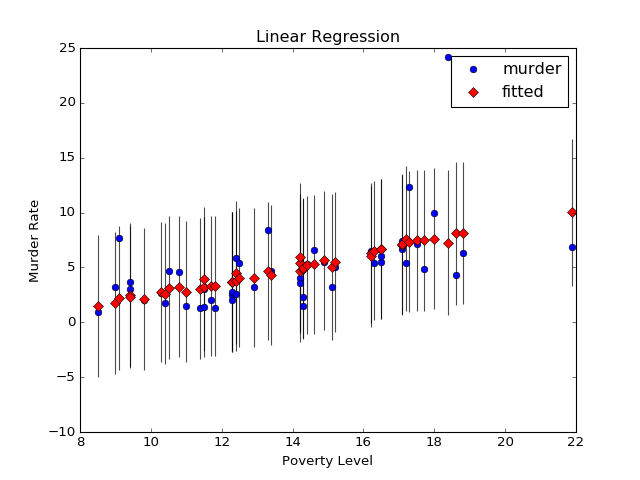 Linear Regression
murder
fitted
Murder Rate
25
20
15
10
5
0
−5
−10
8 10 12 14 16 18 20 22
Poverty Level